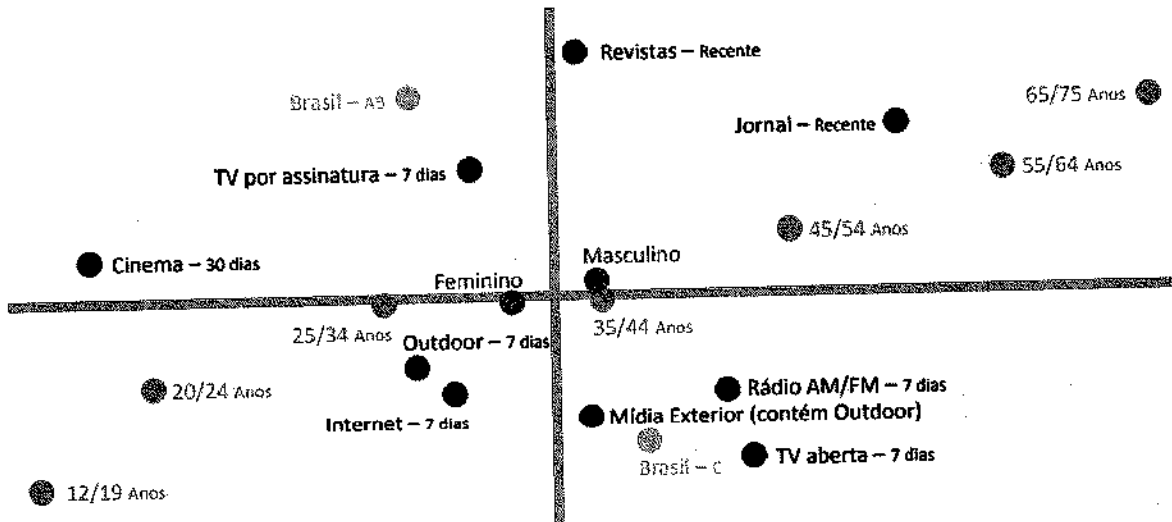 Revistas – Recente
Brasil – AB
65/75 Anos
Jornal – Recente
TV por assinatura – 7 dias
55/64 Anos
45/54 Anos
Masculino
Cinema – 30 dias
Feminino
25/34 Anos
35/44 Anos
Outdoor – 7 dias
20/24 Anos
Rádio AM/FM – 7 dias
Internet – 7 dias
Mídia Exterior (contém Outdoor)
Brasil – C
TV aberta – 7 dias
12/19 Anos